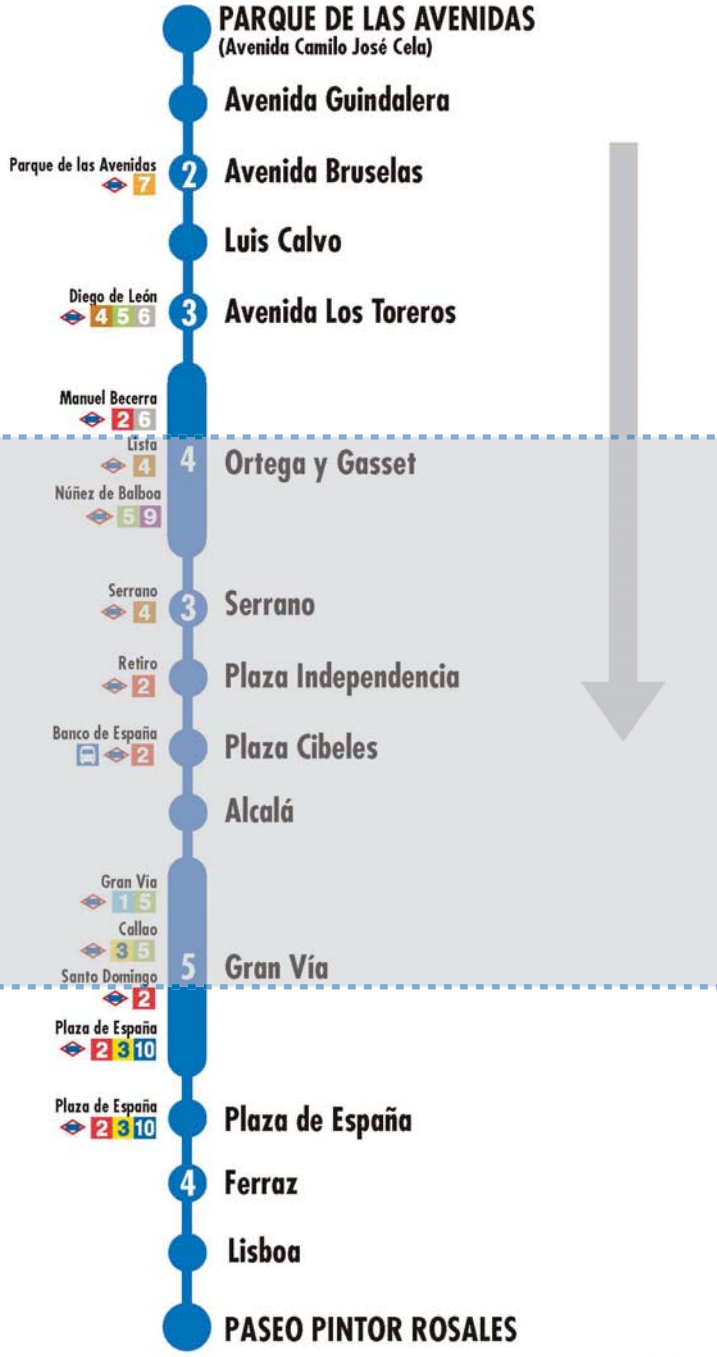 PARQUE DE LAS AVENIDAS
(Avenida Camilo José Cela)
Avenida Guindalera
Parque de las Avenidas
7
2
Avenida Bruselas
Luis Calvo
Diego de León
4 5 6
3
Avenida Los Toreros
Manuel Becerra
2 6
Lista
4
4
Ortega y Gasset
Núñez de Balboa
5 9
Serrano
4
3
Serrano
Retiro
2
Plaza Independencia
Banco de España
2
Plaza Cibeles
Alcalá
Gran Vía
1 5
Callao
3 5
Santo Domingo
2
5
Gran Vía
Plaza de España
2 3 10
Plaza de España
2 3 10
Plaza de España
4
Ferraz
Lisboa
PASEO PINTOR ROSALES